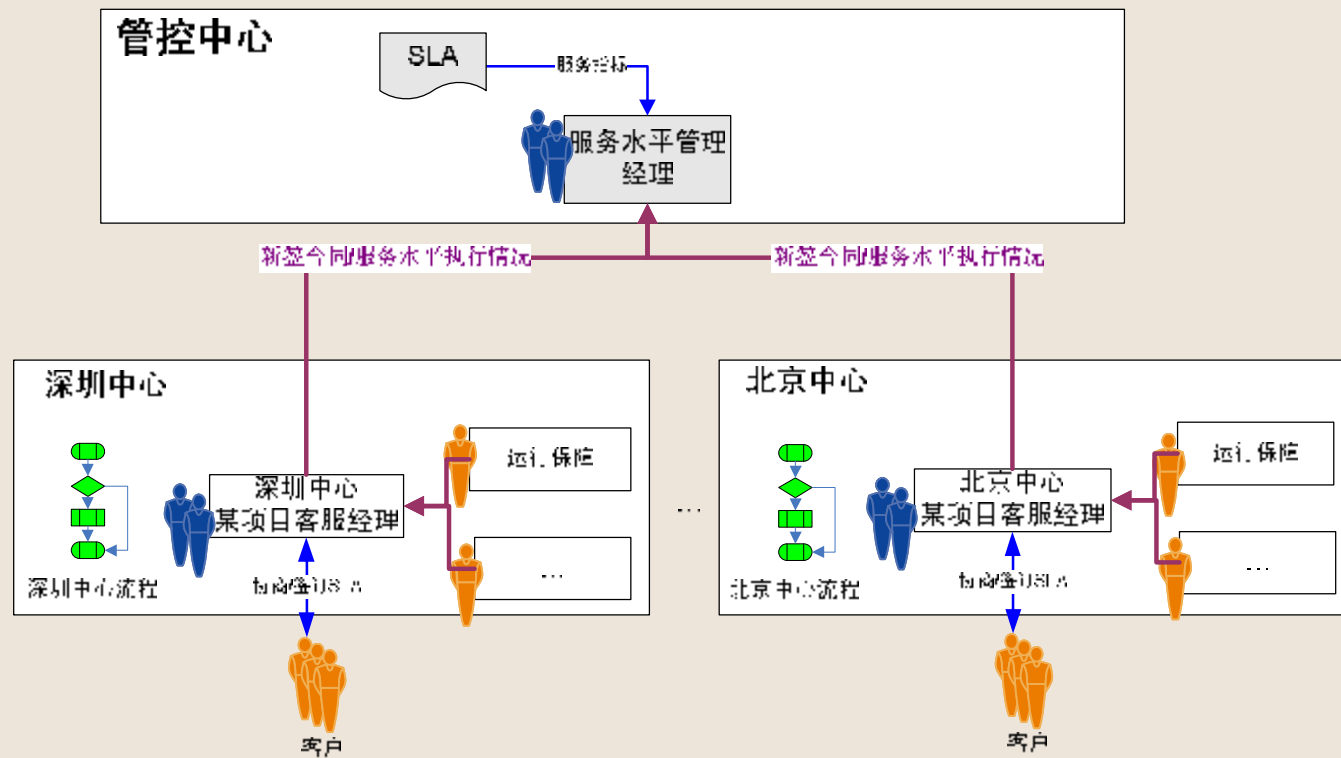 管控中心
SLA
服务指标
服务水平管理
经理
新签合同/服务水平执行情况
新签合同/服务水平执行情况
深圳中心
运行保障
深圳中心
某项目客服经理
...
深圳中心流程
协商签订SLA
客户
...
北京中心
运行保障
北京中心
某项目客服经理
...
北京中心流程
协商签订SLA
客户